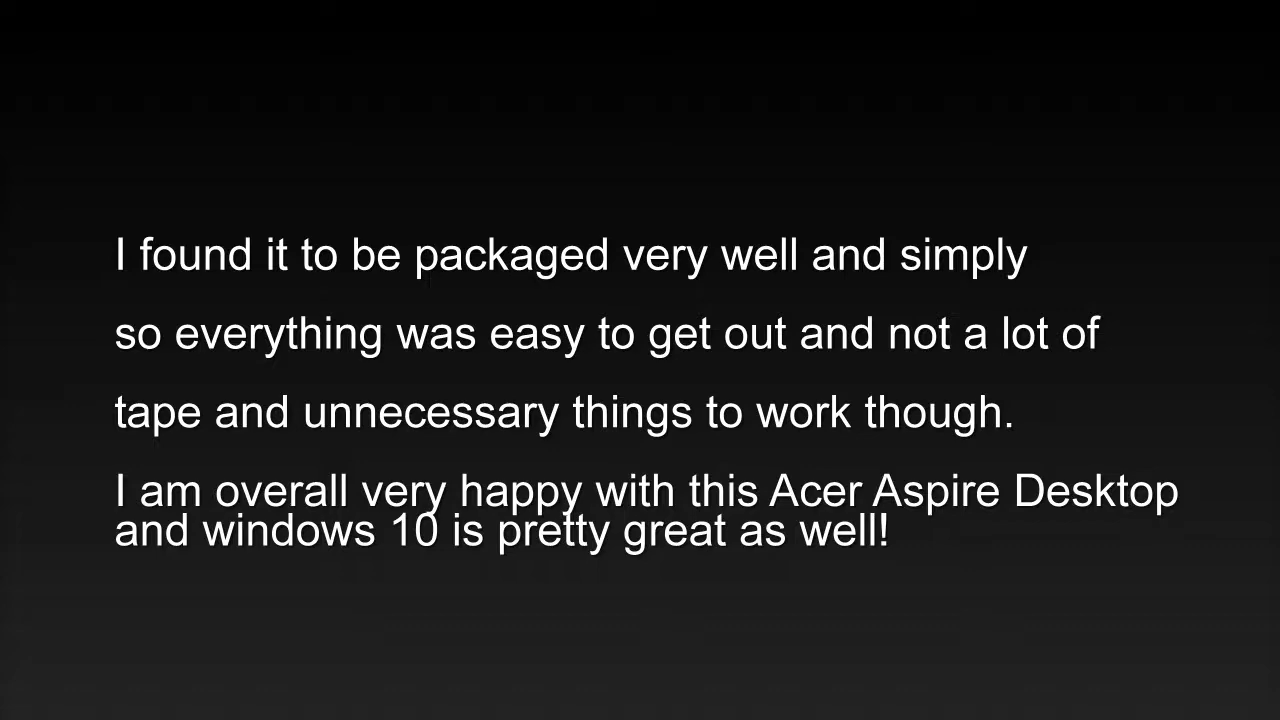 I found it to be packaged very well and simply
so everything was easy to get out and not a lot of
tape and unnecessary things to work though.
I am overall very happy with this Acer Aspire Desktop
and windows 10 is pretty great as well!